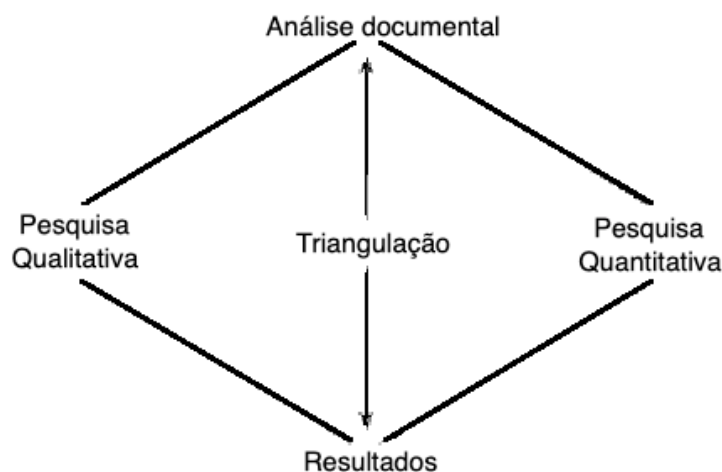 Análise documental
Pesquisa
Qualitativa
Triangulação
Pesquisa
Quantitativa
Resultados